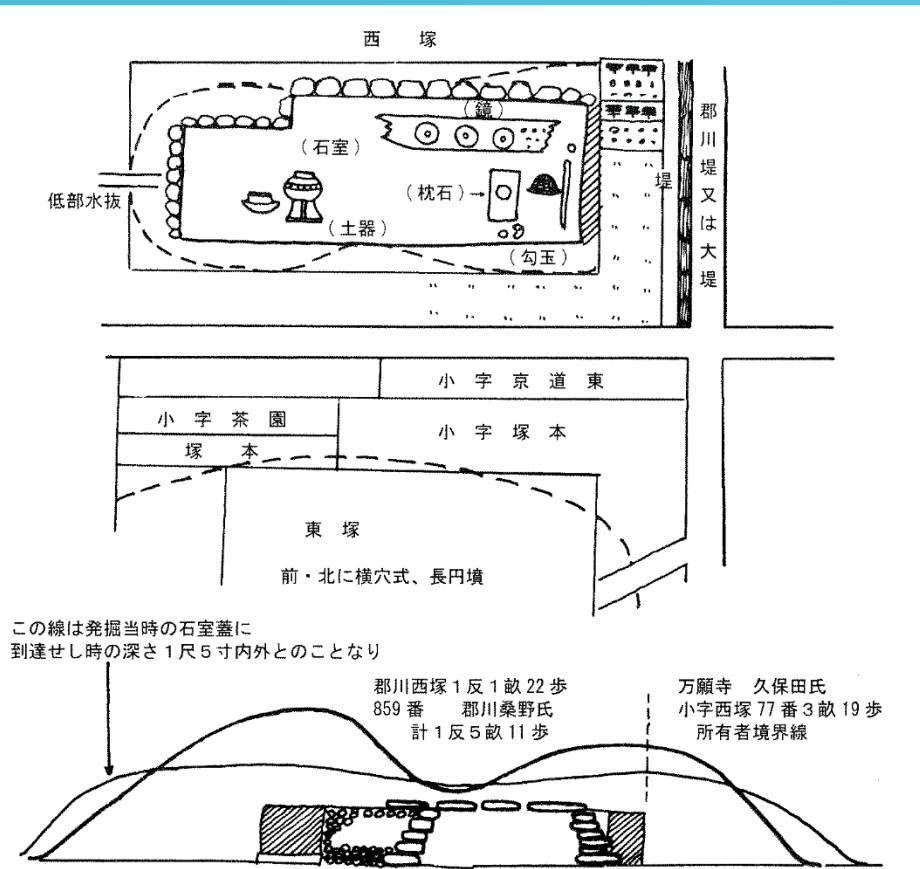 西　塚
（鏡）
（石室）
（枕石）→
低部水抜
（土器）
（勾玉）
堤
郡川堤又は大堤
小字京道東
小字茶園
小字塚本
塚本
東塚
前・北に横穴式、長円墳
この線は発掘当時の石室蓋に
到達せし時の深さ１尺５寸内外とのことなり
郡川西塚１反１畝22歩
859番　郡川桑野氏
計１反５畝11歩
万願寺　久保田氏
小字西塚77番３畝19歩
所有者境界線